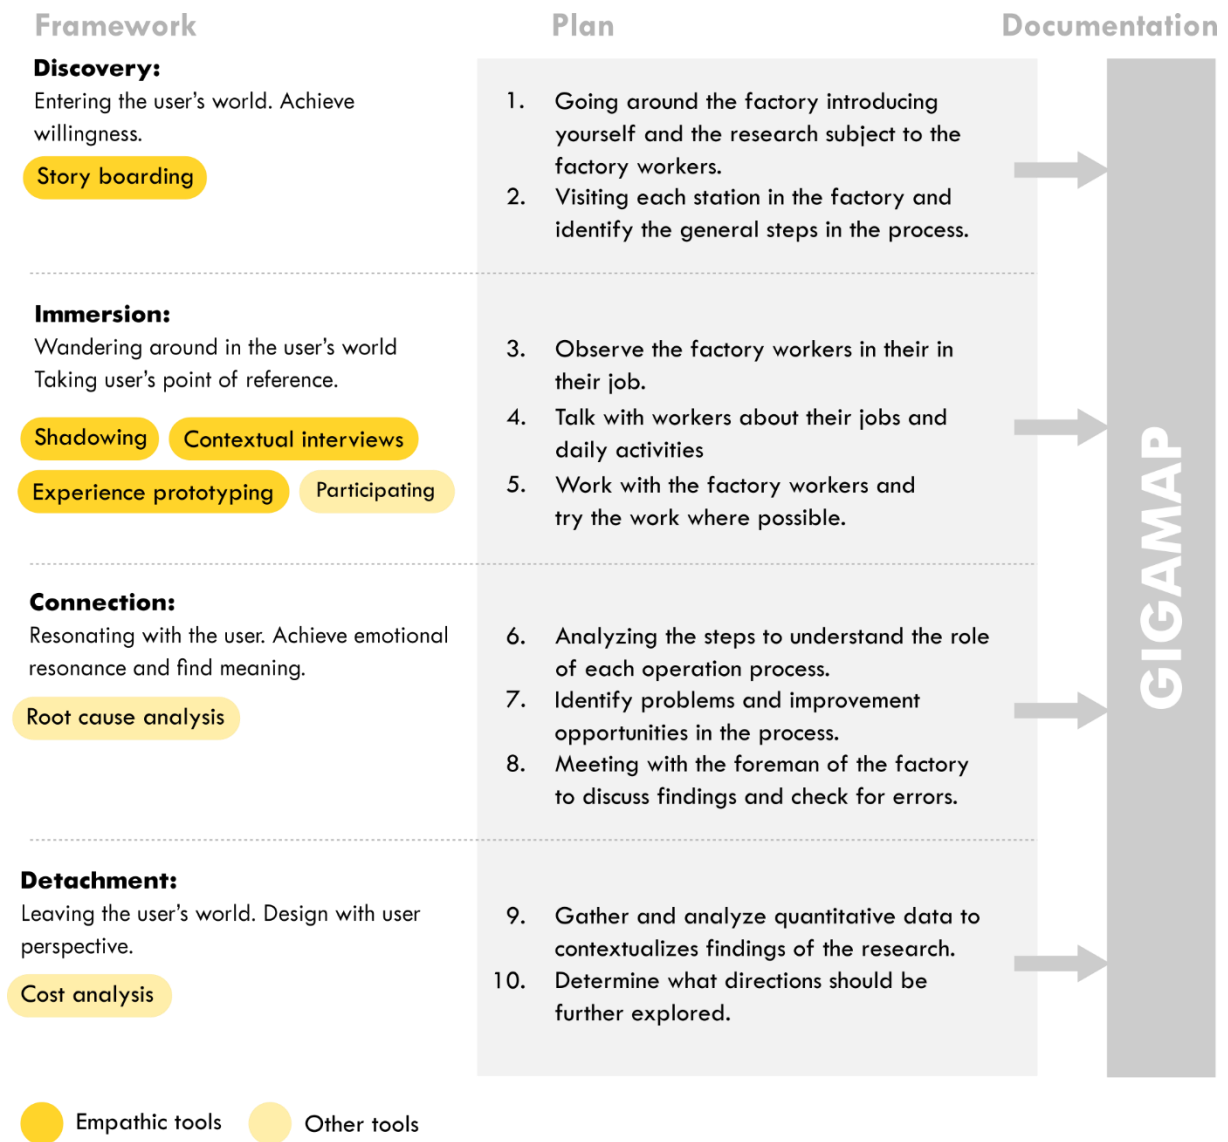 Framework
Plan
Documentation
Discovery:
Entering the user's world. Achieve
willingness.
Story boarding
1. Going around the factory introducing
yourself and the research subject to the
factory workers.
2. Visiting each station in the factory and
identify the general steps in the process.
Immersion:
Wandering around in the user's world
Taking user's point of reference.
Shadowing
Contextual interviews
Experience prototyping
Participating
3. Observe the factory workers in their in
their job.
4. Talk with workers about their jobs and
daily activities
5. Work with the factory workers and
try the work where possible.
Connection:
Resonating with the user. Achieve emotional
resonance and find meaning.
Root cause analysis
6. Analyzing the steps to understand the role
of each operation process.
7. Identify problems and improvement
opportunities in the process.
8. Meeting with the foreman of the factory
to discuss findings and check for errors.
Detachment:
Leaving the user's world. Design with user
perspective.
Cost analysis
9. Gather and analyze quantitative data to
contextualizes findings of the research.
10. Determine what directions should be
further explored.
GIGAMAP
Empathic tools
Other tools